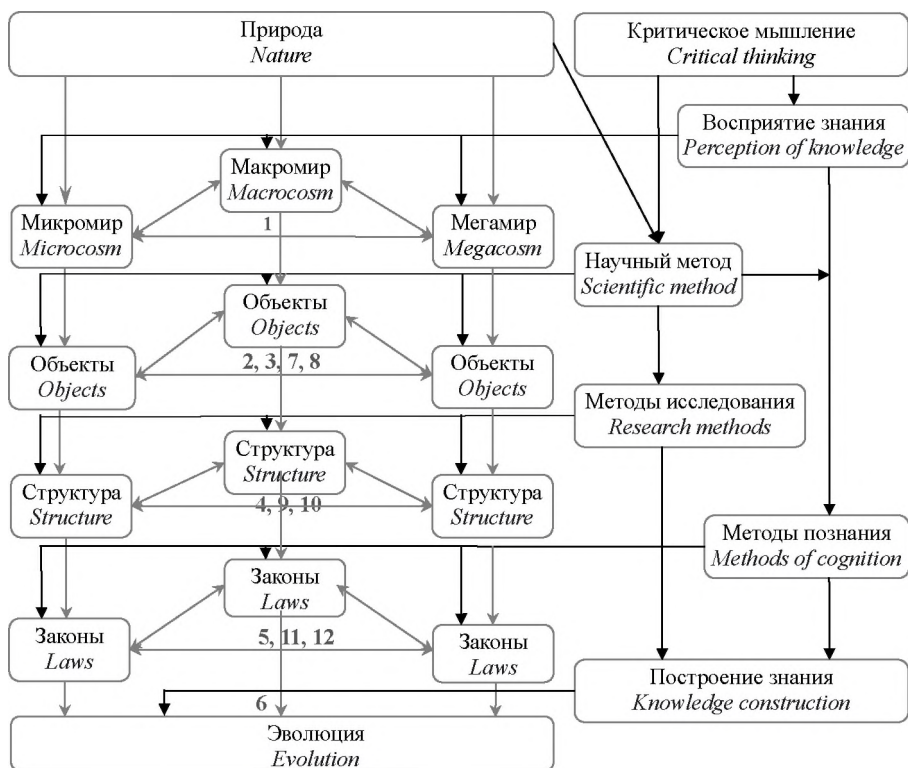 Природа
Nature
Критическое мышление
Critical thinking
Восприятие знания
Perception of knowledge
Макромир
Macrocosm
Микромир
Microcosm
1
Мегамир
Megacosm
Научный метод
Scientific method
Объекты
Objects
Объекты
Objects
2, 3, 7, 8
Объекты
Objects
Методы исследования
Research methods
Структура
Structure
Структура
Structure
4, 9, 10
Структура
Structure
Методы познания
Methods of cognition
Законы
Laws
Законы
Laws
5, 11, 12
Законы
Laws
Построение знания
Knowledge construction
6
Эволюция
Evolution